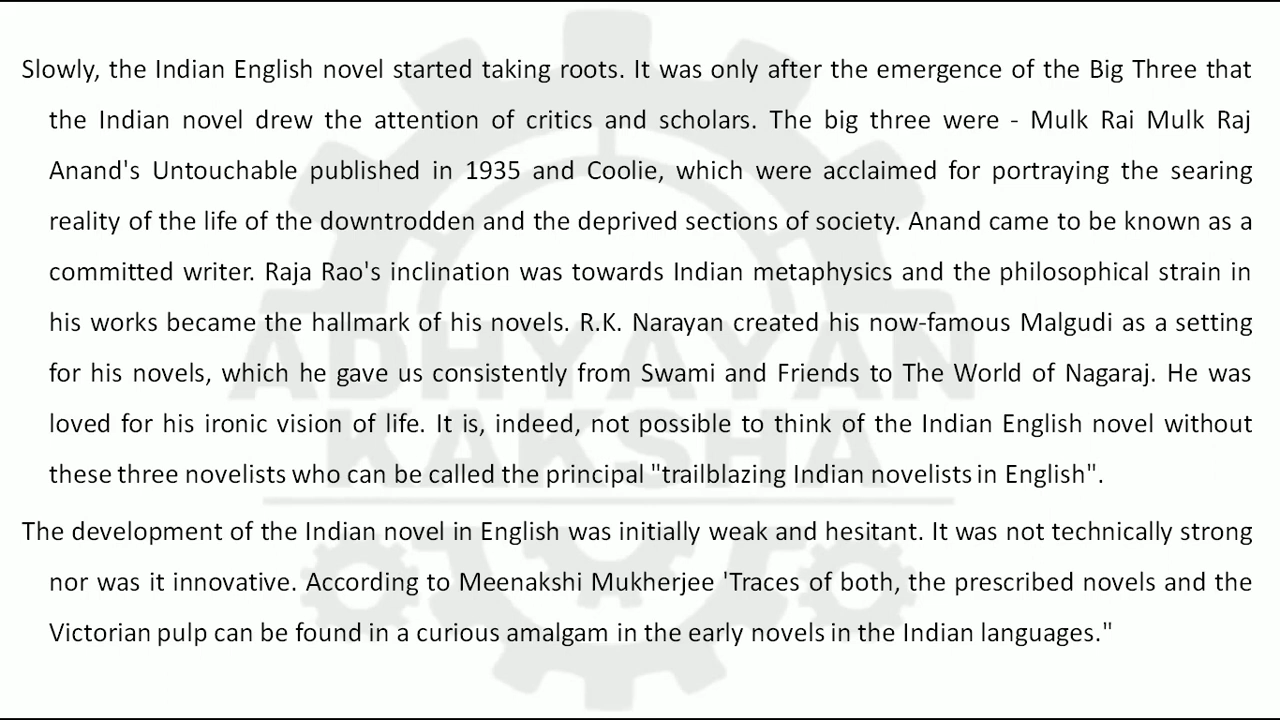 Slowly, the Indian English novel started taking roots. It was only after the emergence of the Big Three that
the Indian novel drew the attention of critics and scholars. The big three were - Mulk Rai Mulk Raj
Anand's Untouchable published in 1935 and Coolie, which were acclaimed for portraying the searing
reality of the life of the downtrodden and the deprived sections of society. Anand came to be known as a
committed writer. Raja Rao's inclination was towards Indian metaphysics and the philosophical strain in
his works became the hallmark of his novels. R.K. Narayan created his now-famous Malgudi as a setting
for his novels, which he gave us consistently from Swami and Friends to The World of Nagaraj. He was
loved for his ironic vision of life. It is, indeed, not possible to think of the Indian English novel without
these three novelists who can be called the principal "trailblazing Indian novelists in English".
The development of the Indian novel in English was initially weak and hesitant. It was not technically strong
nor was it innovative. According to Meenakshi Mukherjee 'Traces of both, the prescribed novels and the
Victorian pulp can be found in a curious amalgam in the early novels in the Indian languages."
ADHYAYAN
KAKSHA